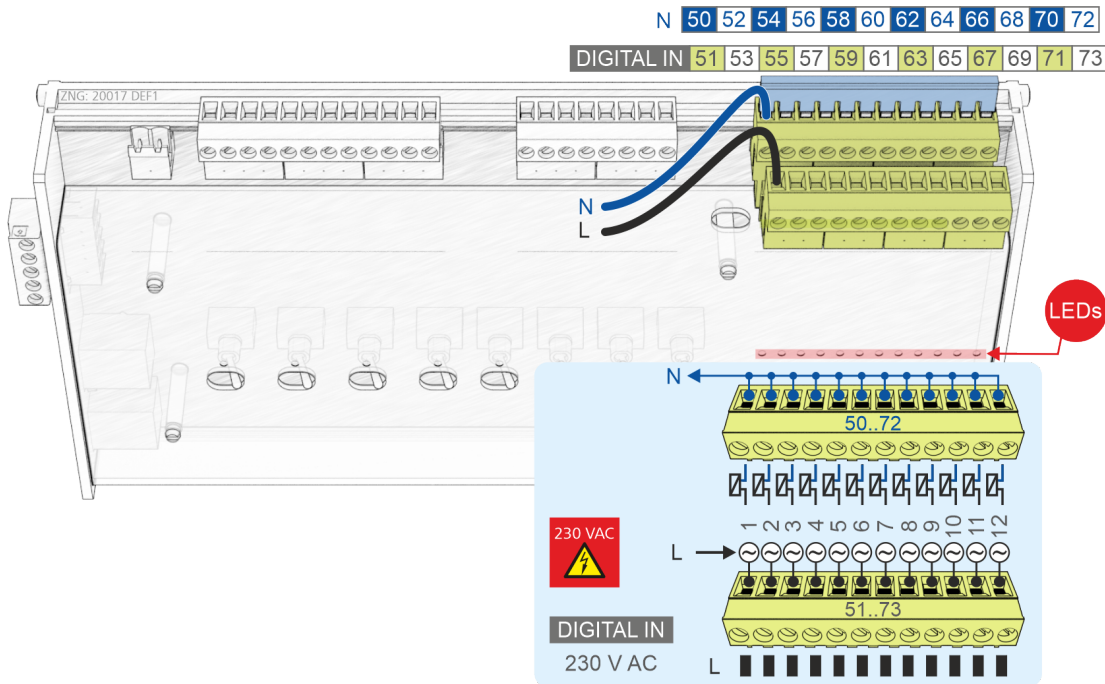 N 50 52 54 56 58 60 62 64 66 68 70 72
DIGITAL IN 51 53 55 57 59 61 63 65 67 69 71 73
ZNG: 20017 DEF1
N
L
LEDs
N
50..72
1 2 3 4 5 6 7 8 9 10 11 12
230 VAC
L
51..73
DIGITAL IN
230 V AC
L